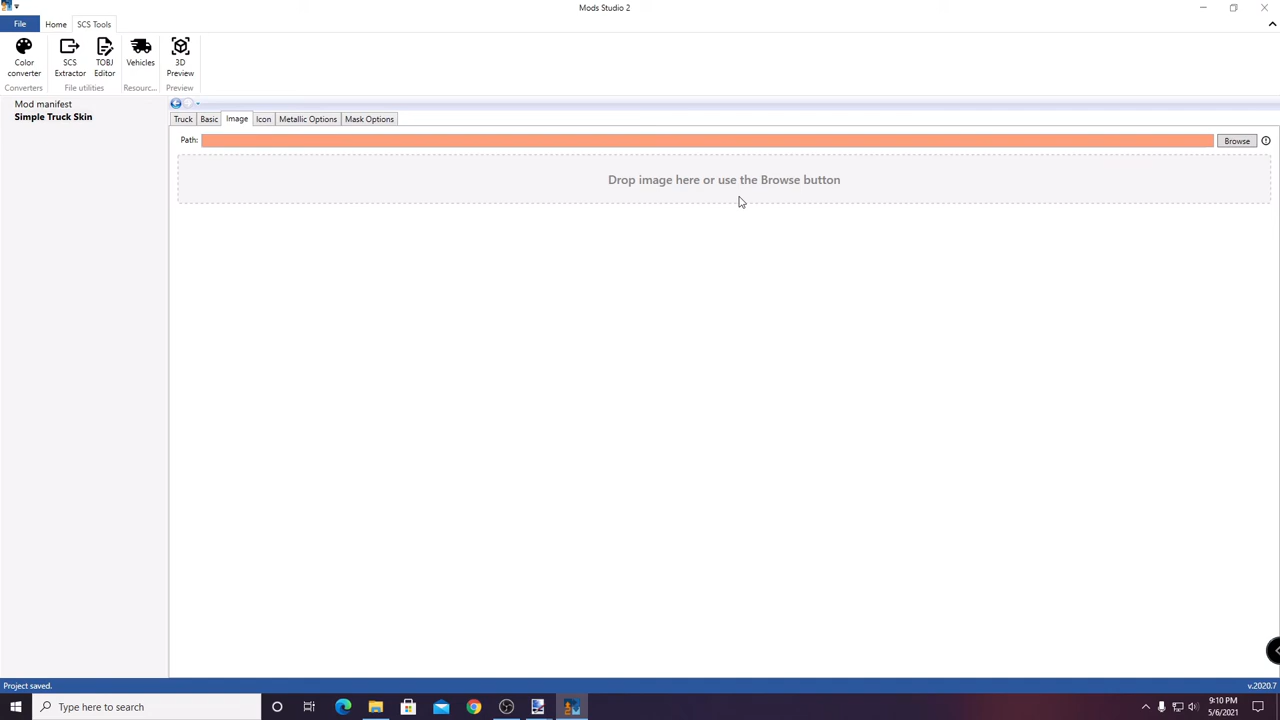 Mods Studio 2
File Home SCS Tools
Color converter
SCS Extractor
TOBJ Editor
Vehicles
3D Preview
Converters File utilities Resourc... Preview
Mod manifest
Simple Truck Skin
Truck Basic Image Icon Metallic Options Mask Options
Path: Browse
Drop image here or use the Browse button
Project saved. v.2020.7
Type here to search
9:10 PM
5/6/2021